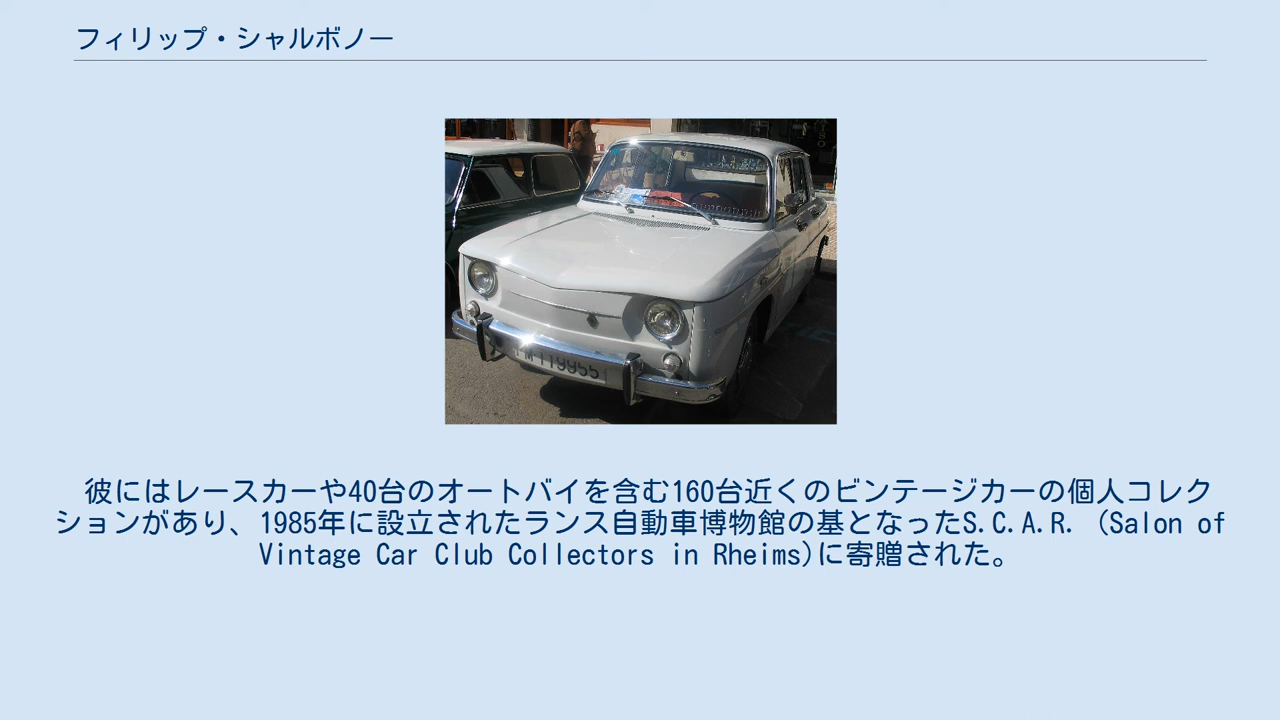 フィリップ・シャルボノー
彼にはレースカーや40台のオートバイを含む160台近くのビンテージカーの個人コレク
ションがあり、1985年に設立されたランス自動車博物館の基となったS.C.A.R. (Salon of
Vintage Car Club Collectors in Rheims)に寄贈された。